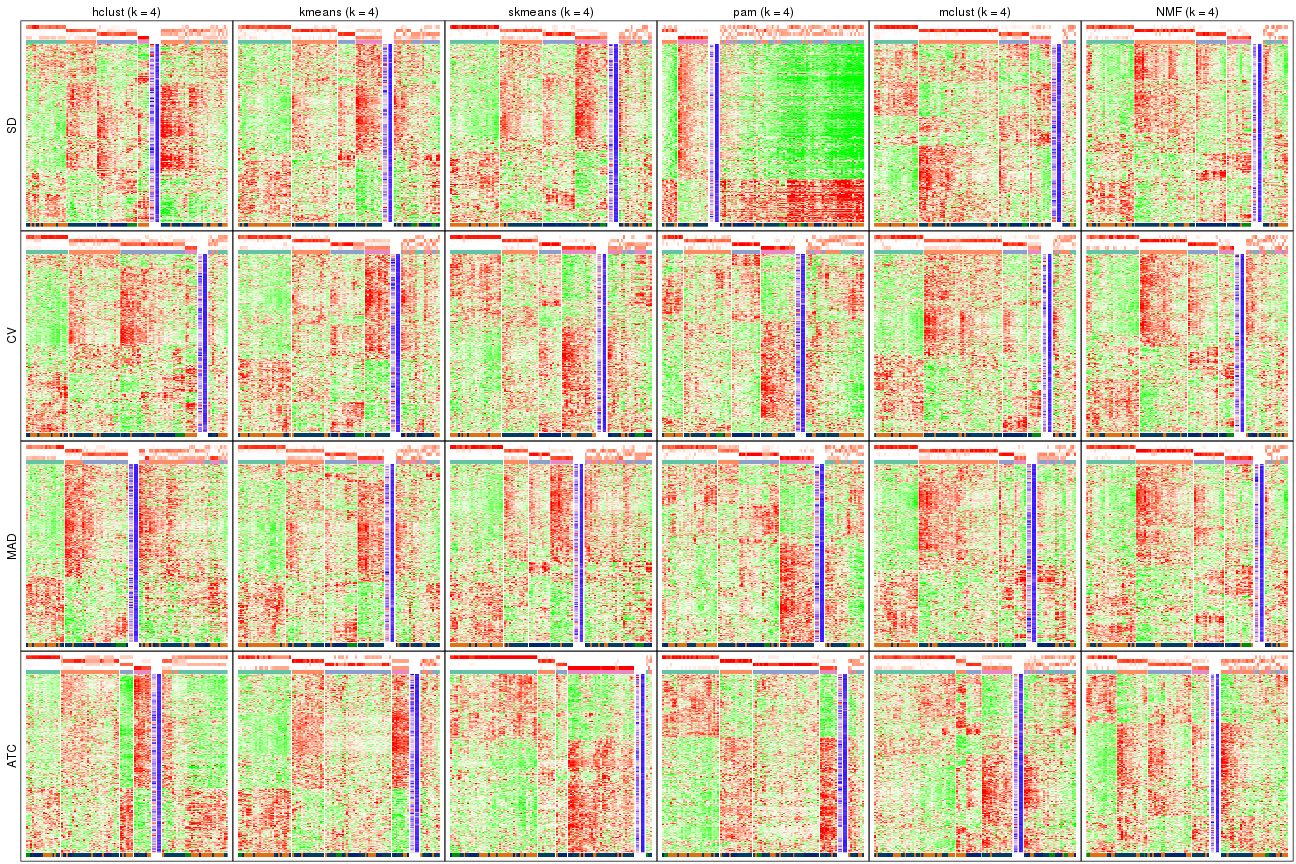 hclust (k = 4) kmeans (k = 4) skmeans (k = 4) pam (k = 4) mclust (k = 4) NMF (k = 4)
SD
CV
MAD
ATC